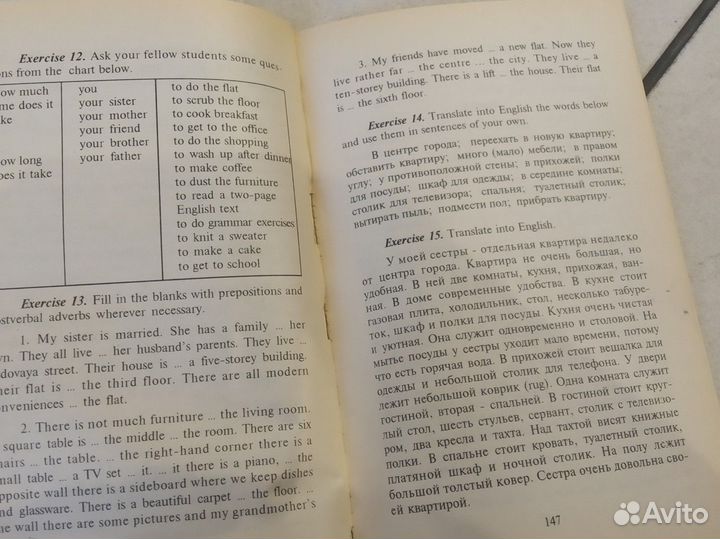 Exercise 12. Ask your fellow students some ques-
ons from the chart below.
ow much
me does it
ake
ow long
es it take
you
your sister
your mother
your friend
your brother
your father
to do the flat
to scrub the floor
to cook breakfast
to get to the office
to do the shopping
to wash up after dinner
to make coffee
to dust the furniture
to read a two-page
English text
to do grammar exercises
to knit a sweater
to make a cake
to get to school
Exercise 13. Fill in the blanks with prepositions and
ostverbal adverbs wherever necessary.
1. My sister is married. She has a family ... her
wn. They all live ... her husband's parents. They live ...
dovaya street. Their house is ... a five-storey building.
heir flat is ... the third floor. There are all modern
onveniences ... the flat.
2. There is not much furniture ... the living room.
square table is ... the middle ... the room. There are six
airs ... the table. ... the right-hand corner there is a
mall table ... a TV set ... it. ... it there is a piano, ... the
pposite wall there is a sideboard where we keep dishes
nd glassware. There is a beautiful carpet ... the floor. ...
e wall there are some pictures and my grandmother's
3. My friends have moved ... a new flat. Now they
live rather far ... the centre ... the city. They live ... a
ten-storey building. There is a lift ... the house. Their flat
is ... the sixth floor.
Exercise 14. Translate into English the words below
and use them in sentences of your own.
В центре города; переехать в новую квартиру;
обставить квартиру; много (мало) мебели; в правом
углу; у противоположной стены; в прихожей; полки
для посуды; шкаф для одежды; в середине комнаты;
столик для телевизора; спальня; туалетный столик;
вытирать пыль; подмести пол; прибрать квартиру.
Exercise 15. Translate into English.
У моей сестры - отдельная квартира недалеко
от центра города. Квартира не очень большая, но
удобная. В ней две комнаты, кухня, прихожая, ван-
ная. В доме современные удобства. В кухне стоит
газовая плита, холодильник, стол, несколько табуре-
ток, шкаф и полки для посуды. Кухня очень чистая
и уютная. Она служит одновременно и столовой. На
мытье посуды у сестры уходит мало времени, потому
что есть горячая вода. В прихожей стоит вешалка для
одежды и небольшой столик для телефона. У двери
лежит небольшой коврик (rug). Одна комната служит
гостиной, вторая - спальней. В гостиной стоит круг-
лый стол, шесть стульев, сервант, столик с телевизо-
ром, два кресла и тахта. Над тахтой висят книжные
полки. В спальне стоит кровать, туалетный столик,
платяной шкаф и ночной столик. На полу лежит
большой толстый ковер. Сестра очень довольна сво-
ей квартирой.
147
Avito